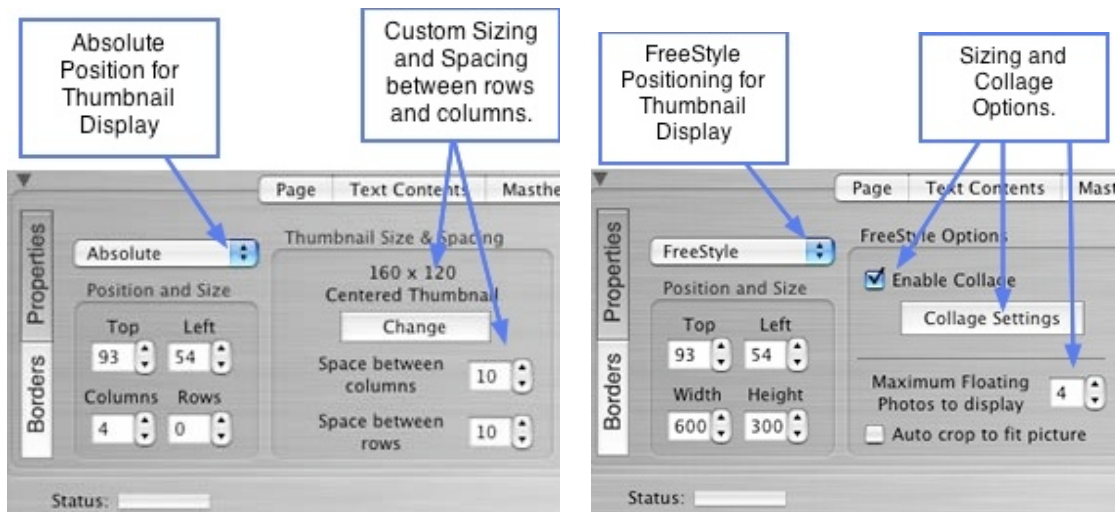 Absolute
Position for
Thumbnail
Display
Custom Sizing
and Spacing
between rows
and columns.
Page
Text Contents
Masthe
Properties
Borders
Absolute
Position and Size
Top
Left
93
54
Columns
Rows
4
0
Thumbnail Size & Spacing
160 x 120
Centered Thumbnail
Change
Space between
columns
10
Space between
rows
10
Status:
FreeStyle
Positioning for
Thumbnail
Display
Sizing and
Collage
Options.
Page
Text Contents
Mast
Properties
Borders
FreeStyle
Position and Size
Top
Left
93
54
Width
Height
600
300
FreeStyle Options
Enable Collage
Collage Settings
Maximum Floating
Photos to display
4
Auto crop to fit picture
Status: